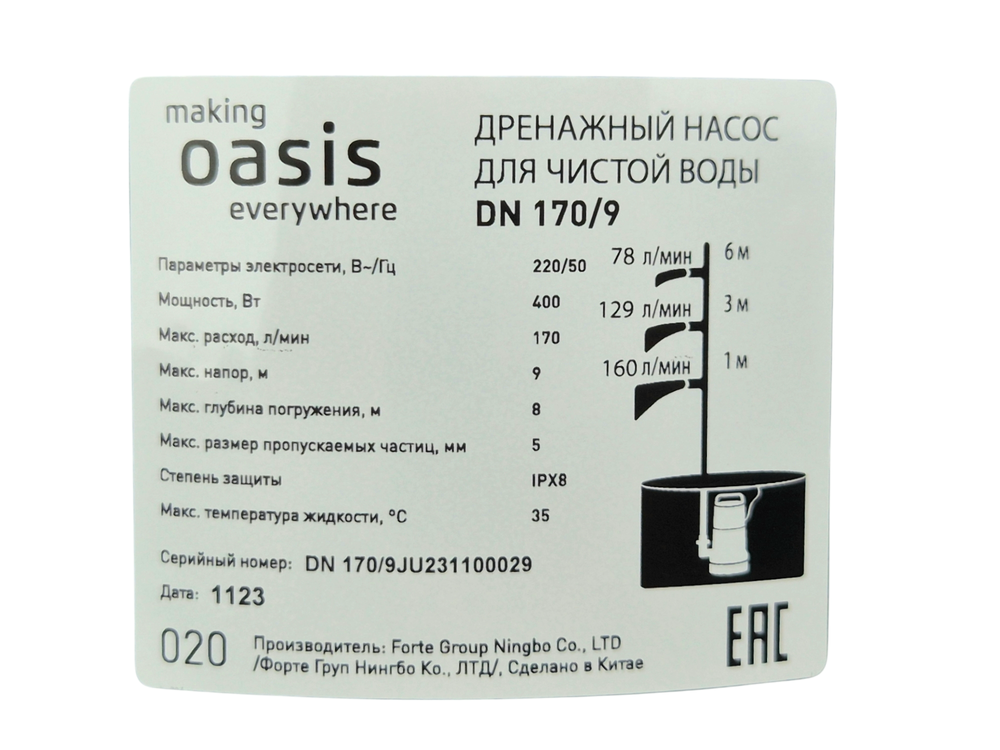 making
oasis
everywhere
ДРЕНАЖНЫЙ НАСОС
ДЛЯ ЧИСТОЙ ВОДЫ
DN 170/9
Параметры электросети, В~/Гц 220/50
Мощность, Вт 400
Макс. расход, л/мин 170
Макс. напор, м 9
Макс. глубина погружения, м 8
Макс. размер пропускаемых частиц, мм 5
Степень защиты IPX8
Макс. температура жидкости, °C 35
78 л/мин 6 м
129 л/мин 3 м
160 л/мин 1 м
Серийный номер: DN 170/9JU231100029
Дата: 1123
020
Производитель: Forte Group Ningbo Co., LTD
/Форте Груп Нингбо Ко., ЛТД/, Сделано в Китае
EAC